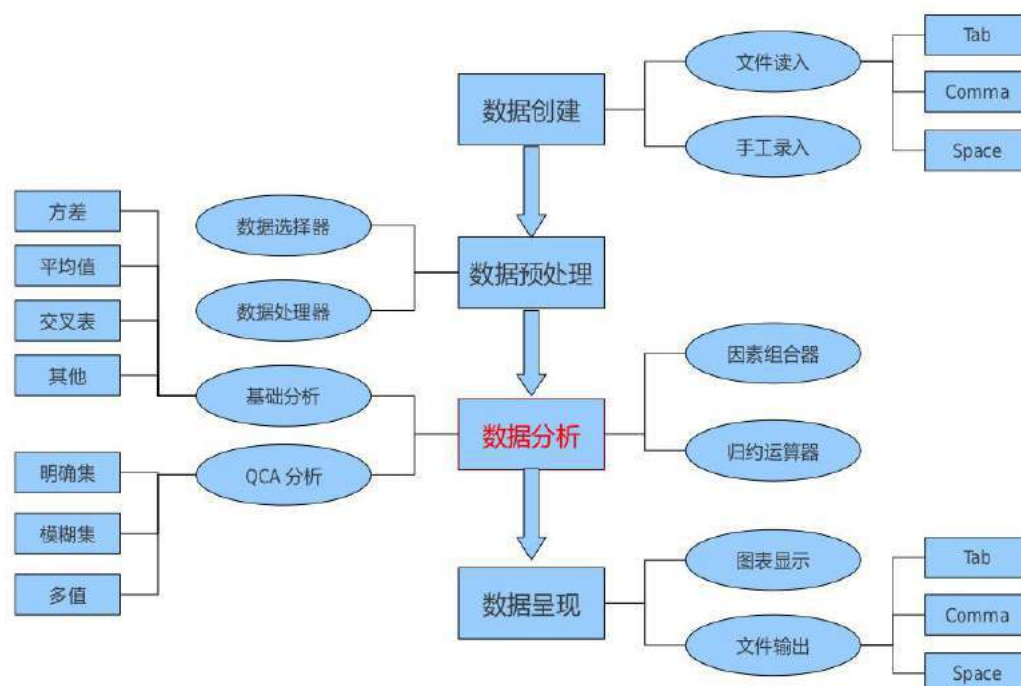 Tab
文件读入
数据创建
Comma
手工录入
Space
方差
数据选择器
平均值
数据预处理
数据处理器
交叉表
因素组合器
其他
基础分析
数据分析
归约运算器
明确集
QCA 分析
模糊集
图表显示
Tab
多值
数据呈现
Comma
文件输出
Space